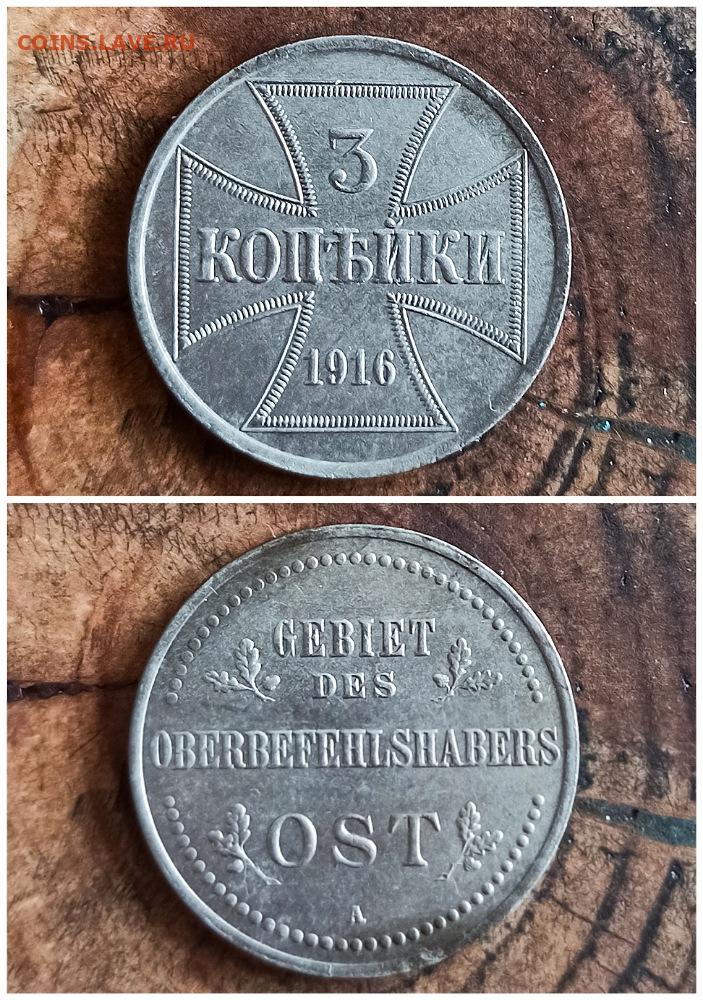 COINS.LAVE.RU
3
КОПѢЙКИ
1916
GEBIET
DES
OBERBEFEHLSHABERS
OST
A